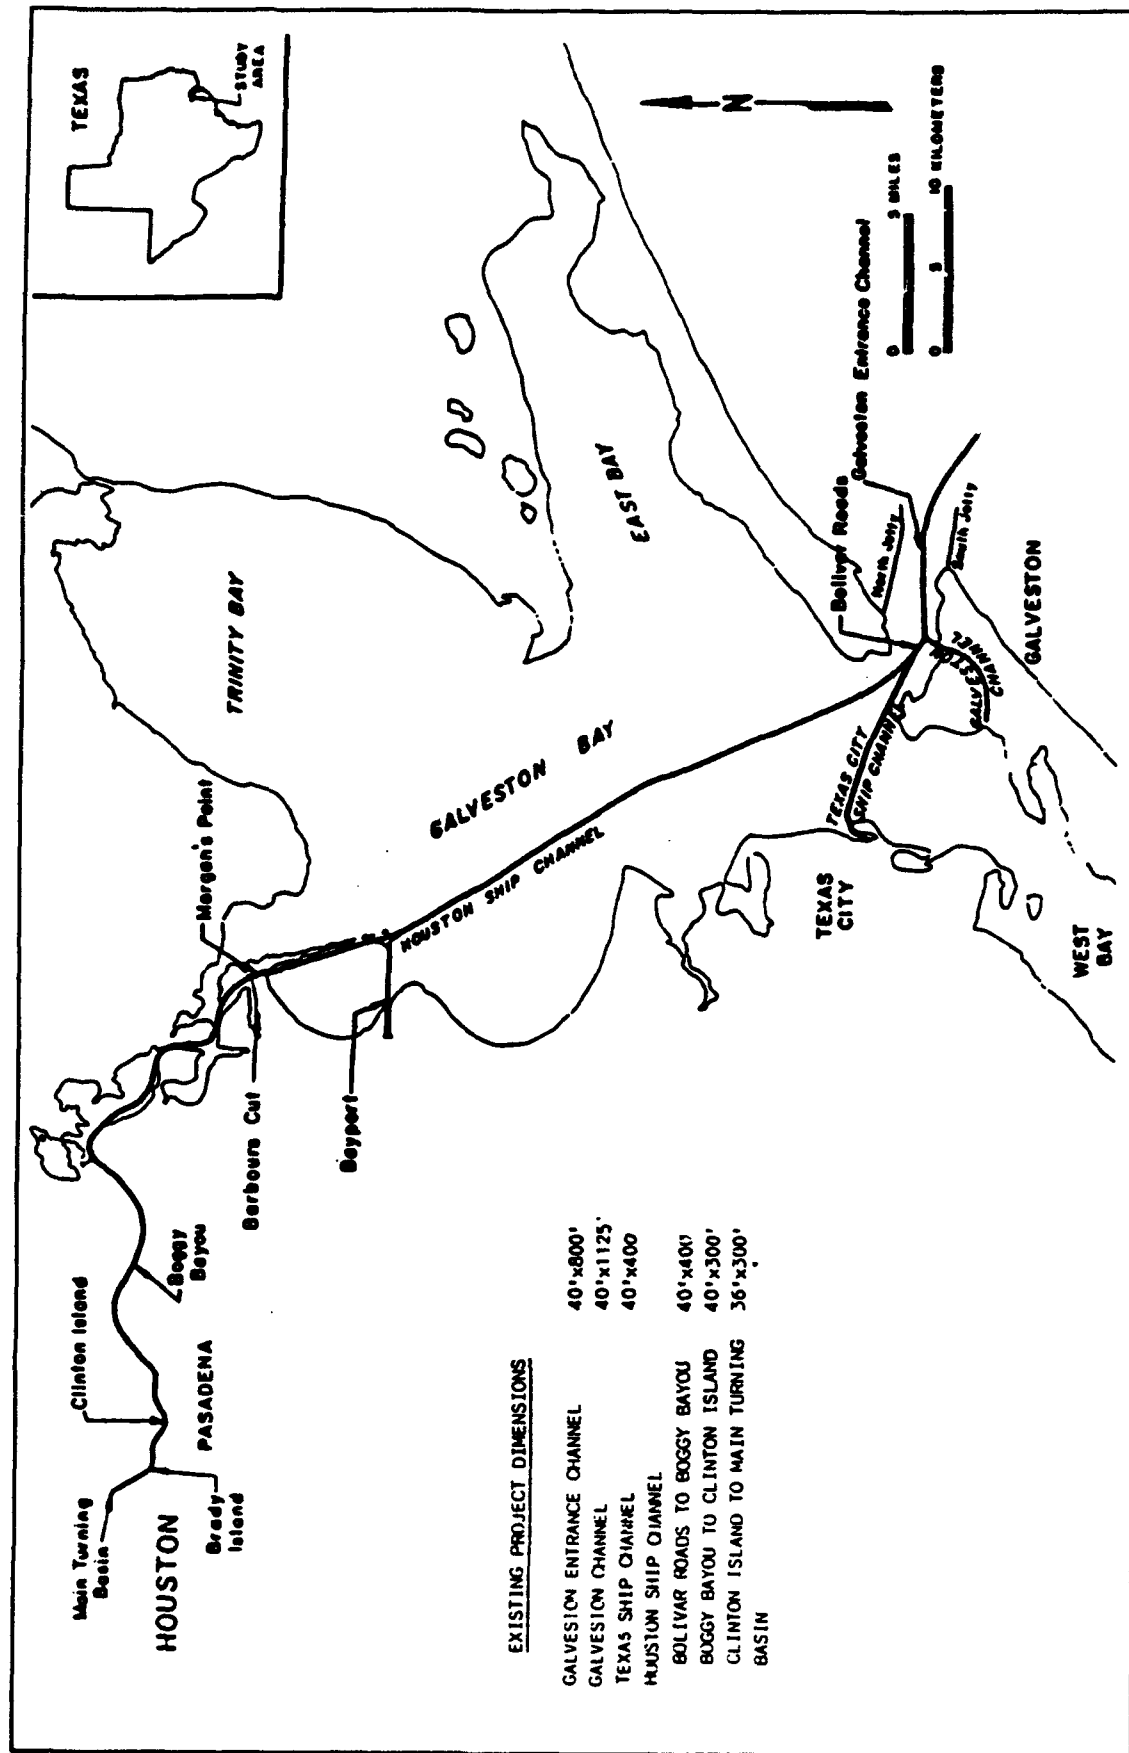 TEXAS
STUDY
AREA
Main Turning
Basin
HOUSTON
Brady
Island
Clinton Island
PASADENA
Boggy
Bayou
Barbours Cut
Morgan's Point
Bayport
TRINITY BAY
GALVESTON BAY
HOUSTON SHIP CHANNEL
EAST BAY
TEXAS
CITY
TEXAS CITY
SHIP CHANNEL
Bolivar Roads
Galveston Entrance Channel
North Jetty
South Jetty
GALVESTON
CHANNEL
GALVESTON
WEST
BAY
N
0 5 MILES
0 5 10 KILOMETERS
EXISTING PROJECT DIMENSIONS
GALVESTON ENTRANCE CHANNEL 40'x800'
GALVESTON CHANNEL 40'x1125'
TEXAS SHIP CHANNEL 40'x400
HOUSTON SHIP CHANNEL
BOLIVAR ROADS TO BOGGY BAYOU 40'x400'
BOGGY BAYOU TO CLINTON ISLAND 40'x300'
CLINTON ISLAND TO MAIN TURNING 36'x300'
BASIN